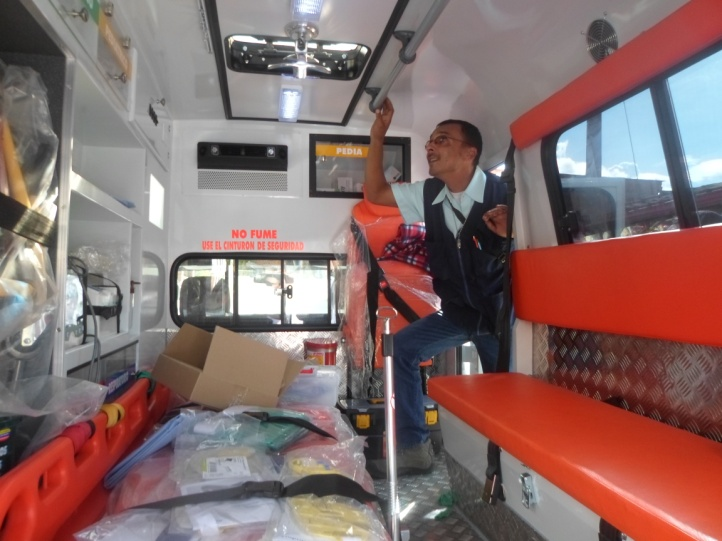 PEDIA
NO FUME
USE EL CINTURON DE SEGURIDAD